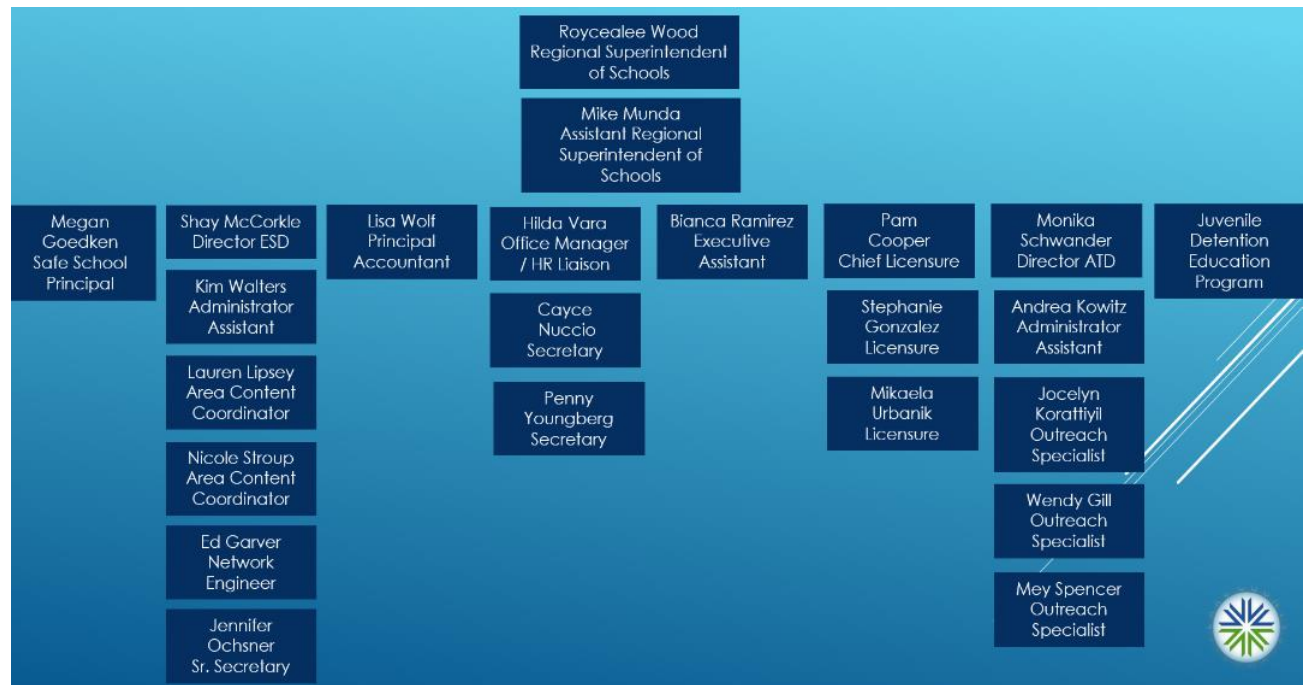 Roycealee Wood
Regional Superintendent
of Schools
Mike Munda
Assistant Regional
Superintendent of
Schools
Megan
Goedken
Safe School
Principal
Shay McCorkle
Director ESD
Kim Walters
Administrator
Assistant
Lauren Lipsey
Area Content
Coordinator
Nicole Stroup
Area Content
Coordinator
Ed Garver
Network
Engineer
Jennifer
Ochsner
Sr. Secretary
Lisa Wolf
Principal
Accountant
Hilda Vara
Office Manager
/ HR Liaison
Cayce
Nuccio
Secretary
Penny
Youngberg
Secretary
Bianca Ramirez
Executive
Assistant
Pam
Cooper
Chief Licensure
Stephanie
Gonzalez
Licensure
Mikaela
Urbanik
Licensure
Monika
Schwander
Director ATD
Andrea Kowitz
Administrator
Assistant
Jocelyn
Korattiyil
Outreach
Specialist
Wendy Gill
Outreach
Specialist
Mey Spencer
Outreach
Specialist
Juvenile
Detention
Education
Program